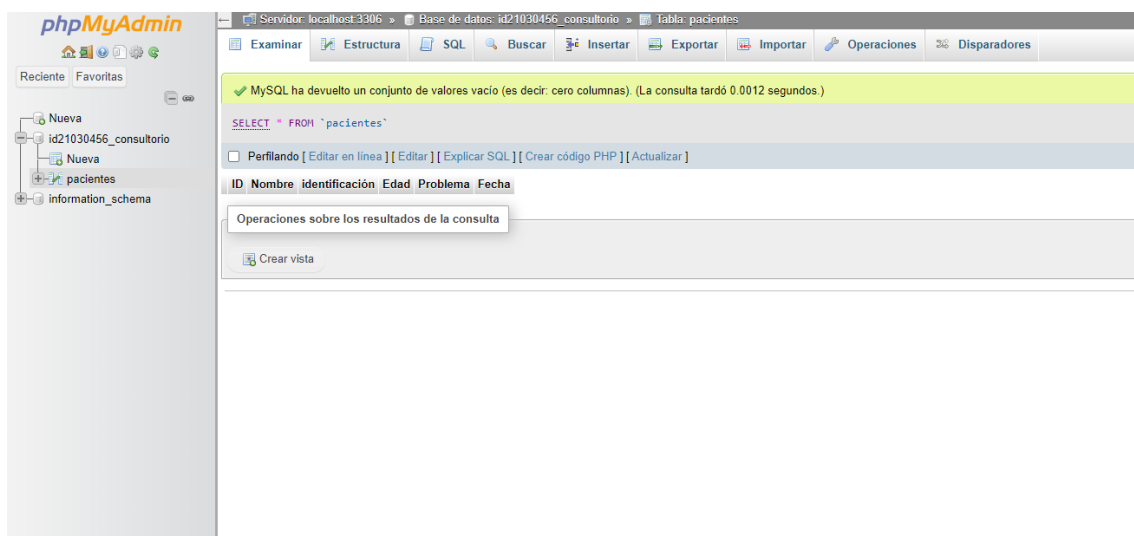 phpMyAdmin
Reciente Favoritas
Nueva
id21030456_consultorio
Nueva
pacientes
information_schema
Servidor: localhost:3306 » Base de datos: id21030456_consultorio » Tabla: pacientes
Examinar Estructura SQL Buscar Insertar Exportar Importar Operaciones Disparadores
MySQL ha devuelto un conjunto de valores vacío (es decir: cero columnas). (La consulta tardó 0.0012 segundos.)
SELECT * FROM `pacientes`
Perfilando [ Editar en línea ] [ Editar ] [ Explicar SQL ] [ Crear código PHP ] [ Actualizar ]
ID Nombre identificación Edad Problema Fecha
Operaciones sobre los resultados de la consulta
Crear vista